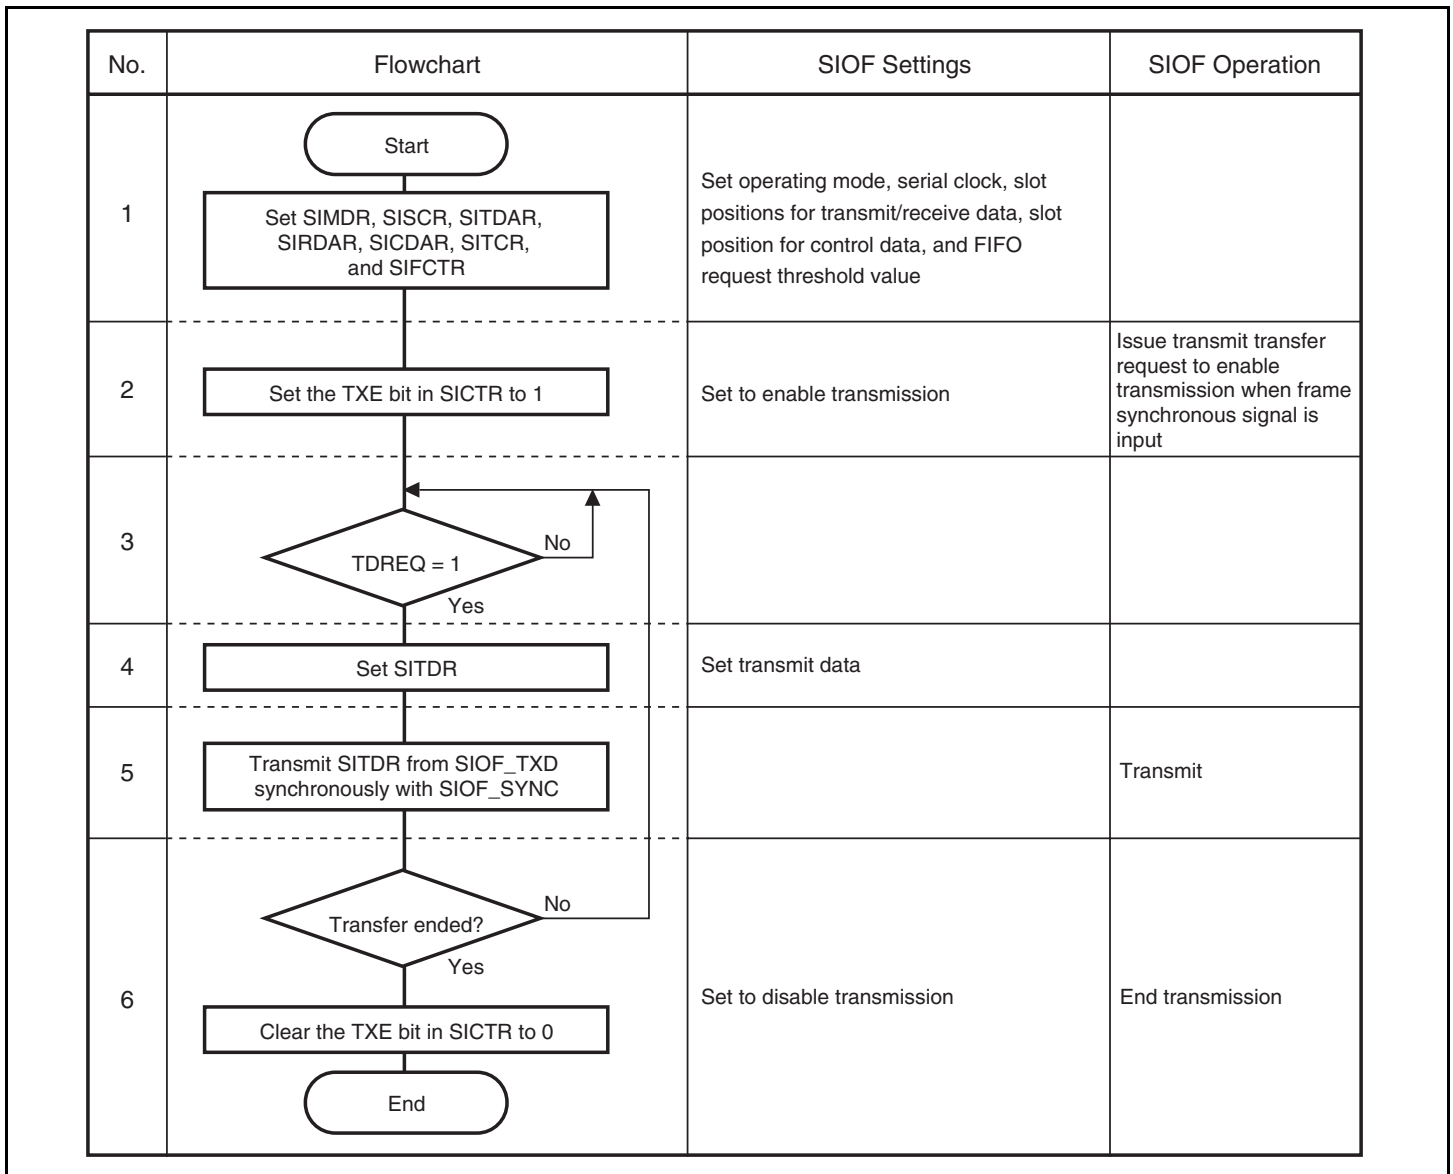 No.
Flowchart
SIOF Settings
SIOF Operation
1
Start
Set SIMDR, SISCR, SITDAR,
SIRDAR, SICDAR, SITCR,
and SIFCTR
Set operating mode, serial clock, slot
positions for transmit/receive data, slot
position for control data, and FIFO
request threshold value
2
Set the TXE bit in SICTR to 1
Set to enable transmission
Issue transmit transfer
request to enable
transmission when frame
synchronous signal is
input
3
TDREQ = 1
No
Yes
4
Set SITDR
Set transmit data
5
Transmit SITDR from SIOF_TXD
synchronously with SIOF_SYNC
Transmit
6
Transfer ended?
No
Yes
Clear the TXE bit in SICTR to 0
End
Set to disable transmission
End transmission